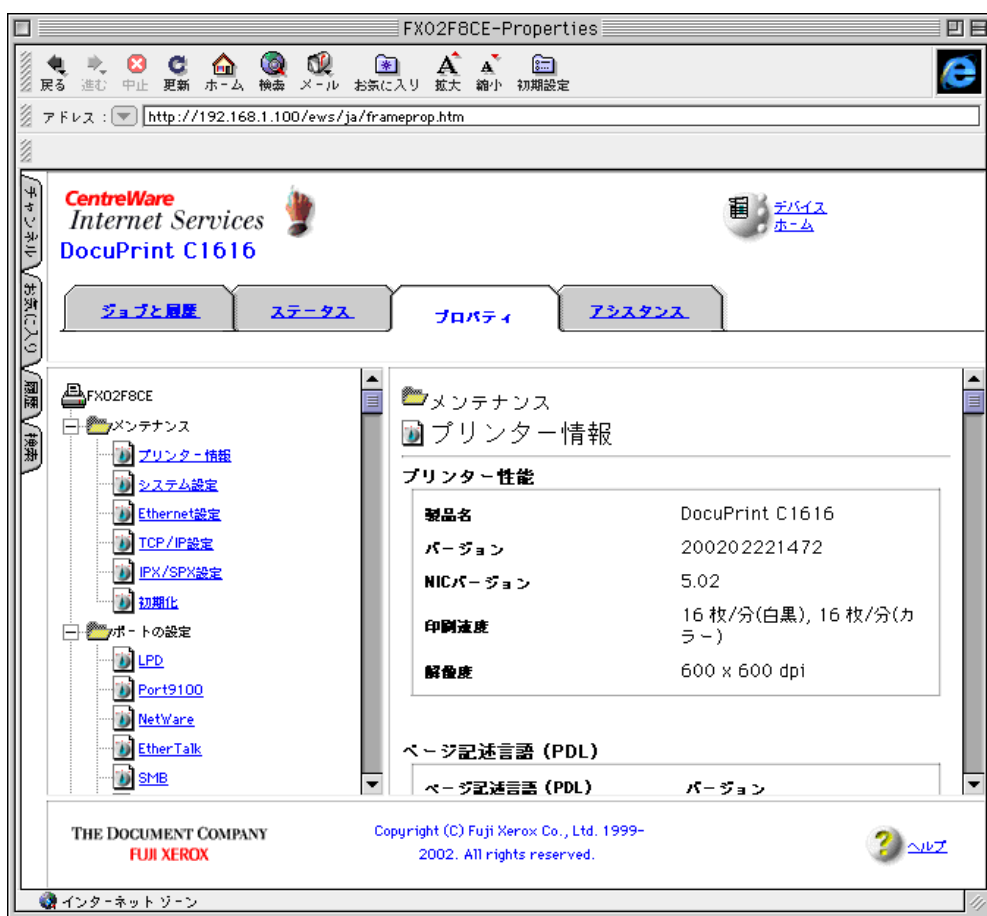 FX02F8CE-Properties
戻る 進む 中止 更新 ホーム 検索 メール お気に入り 拡大 縮小 初期設定
アドレス： http://192.168.1.100/ews/ja/frameprop.htm
チャンネル
お気に入り
履歴
検索
CentreWare
Internet Services
DocuPrint C1616
デバイス
ホーム
ジョブと履歴 ステータス プロパティ アシスタンス
FX02F8CE
メンテナンス
プリンター情報
システム設定
Ethernet設定
TCP/IP設定
IPX/SPX設定
初期化
ポートの設定
LPD
Port9100
NetWare
EtherTalk
SMB
メンテナンス
プリンター情報
プリンター性能
製品名 DocuPrint C1616
バージョン 200202221472
NICバージョン 5.02
印刷速度 16 枚/分(白黒), 16 枚/分(カ
ラー)
解像度 600 x 600 dpi
ページ記述言語 (PDL)
ページ記述言語 (PDL) バージョン
THE DOCUMENT COMPANY
FUJI XEROX
Copyright (C) Fuji Xerox Co., Ltd. 1999-
2002. All rights reserved.
ヘルプ
インターネット ゾーン